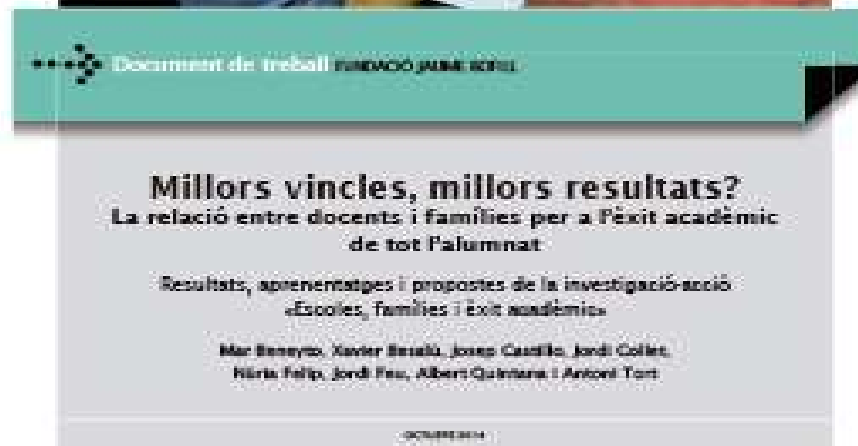 Document de treball FUNDACIÓ JAUME BOFILL
Millors vincles, millors resultats?
La relació entre docents i famílies per a l'èxit acadèmic
de tot l'alumnat
Resultats, aprenentatges i propostes de la investigació-acció
«Escoles, famílies i èxit acadèmic»
Mar Beneyto, Xavier Besalú, Josep Castillo, Jordi Collet,
Núria Felip, Jordi Feu, Albert Quintana i Antoni Tort